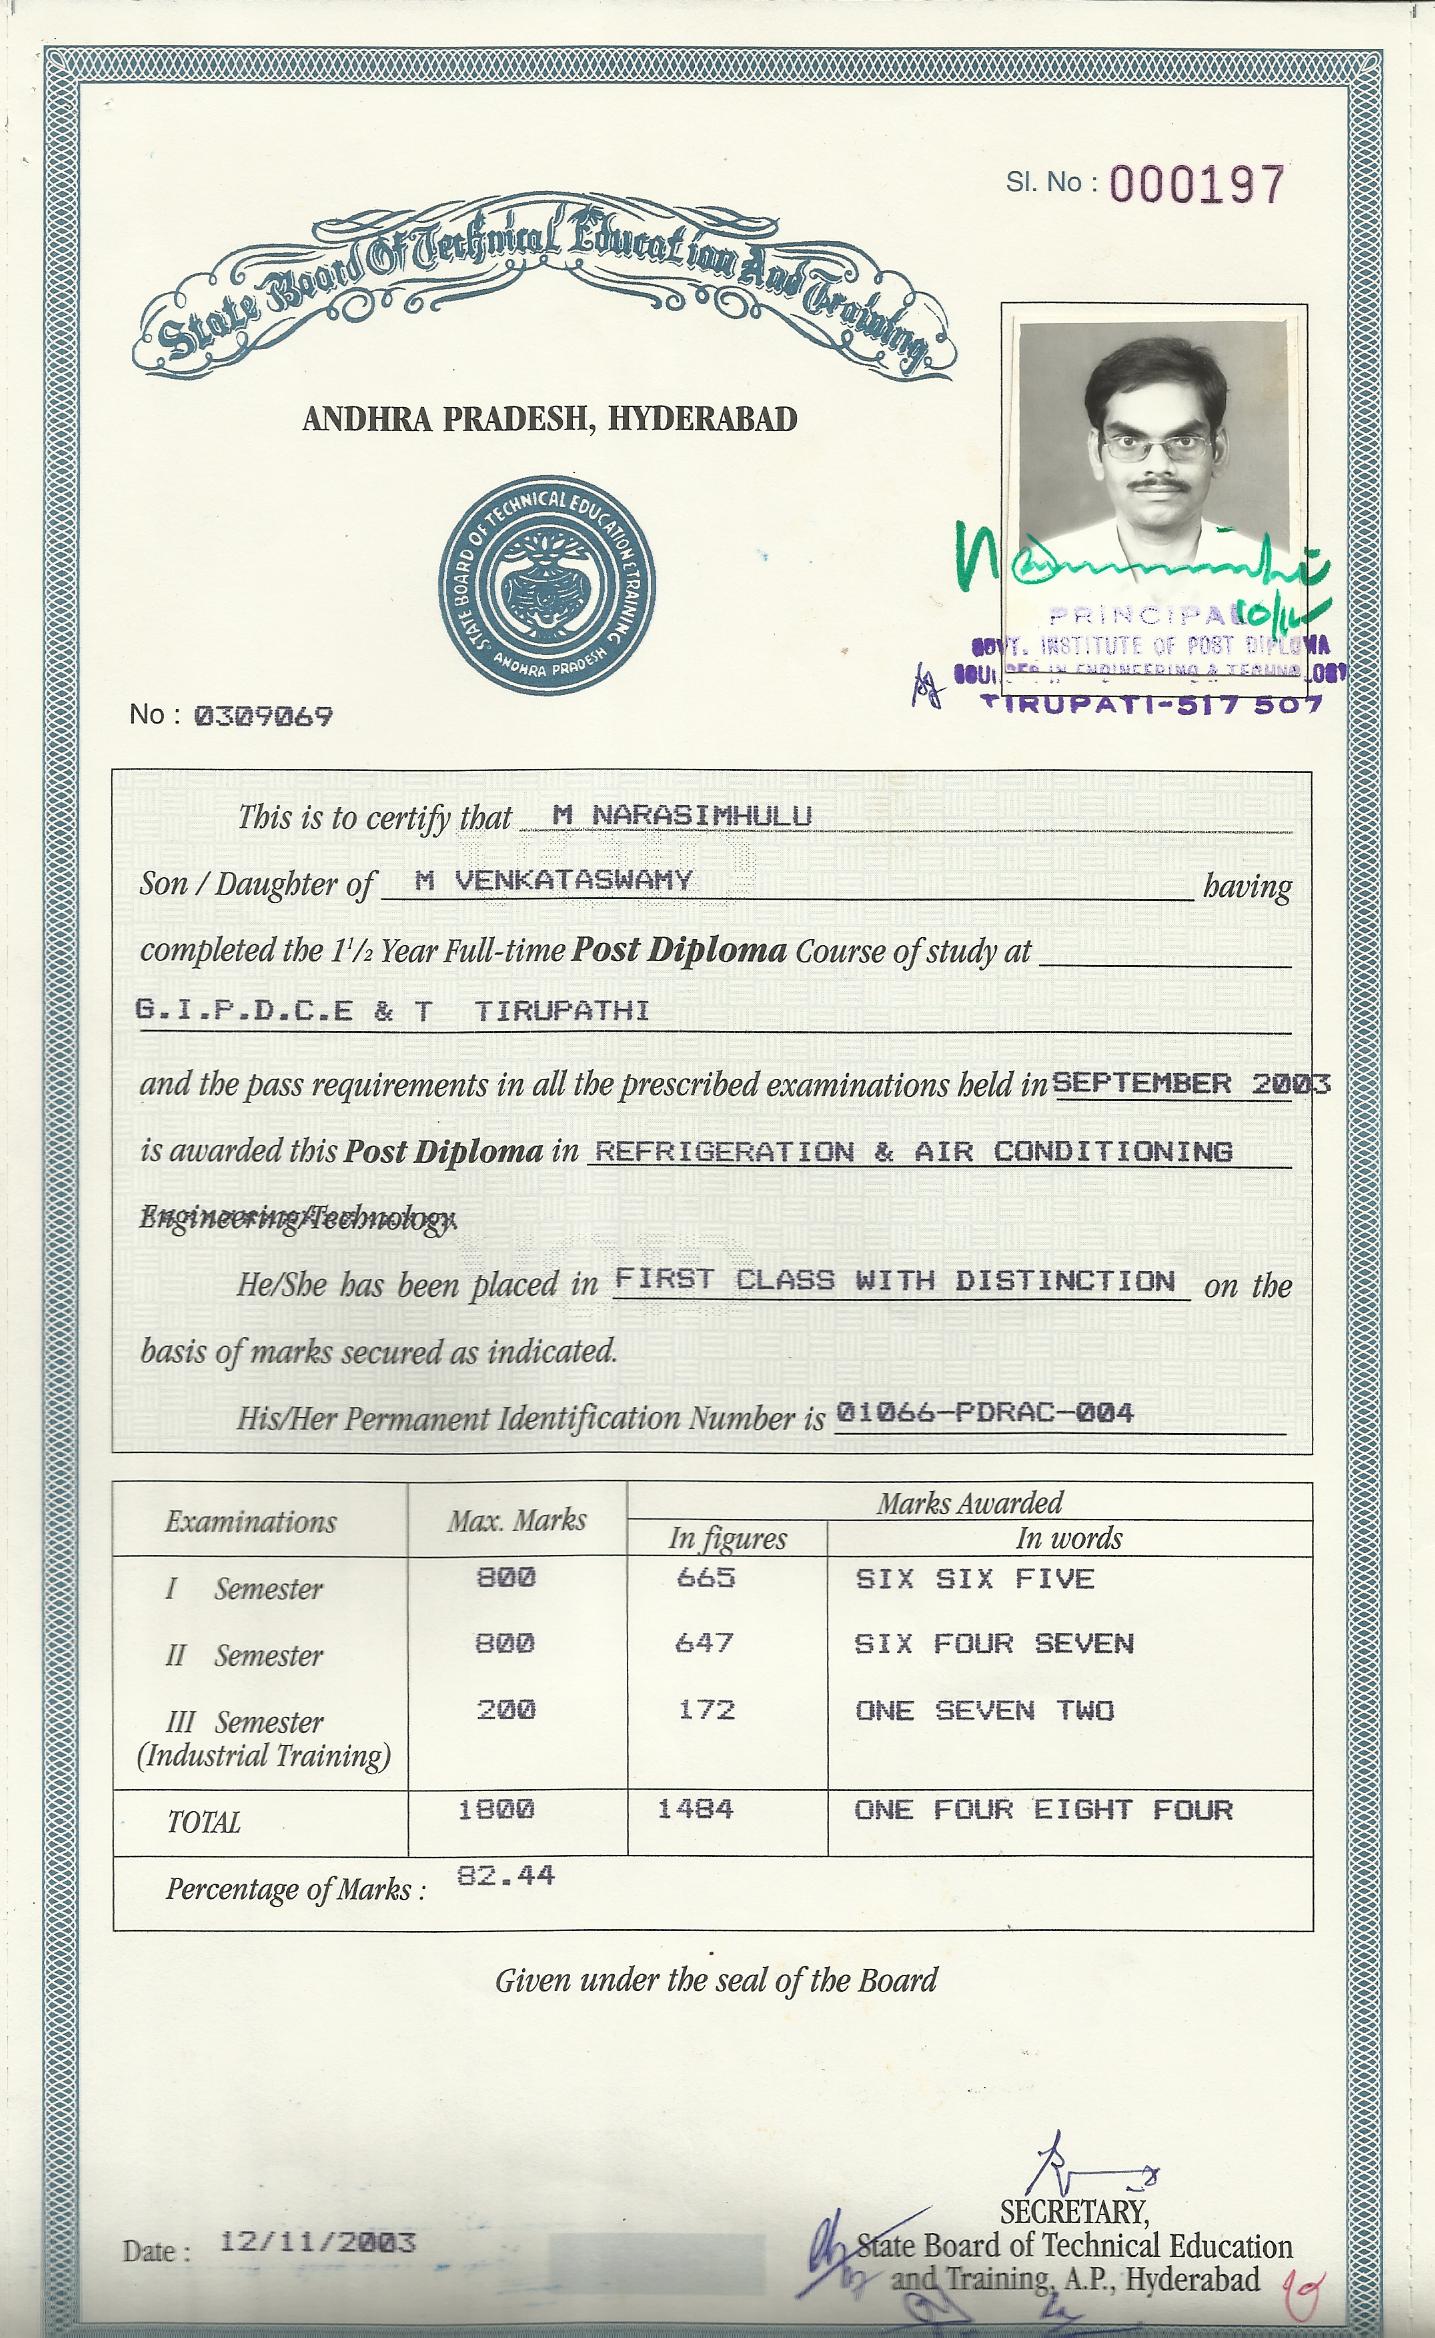 Sl. No : 000197
State Board Of Technical Education And Training
ANDHRA PRADESH, HYDERABAD
STATE BOARD OF TECHNICAL EDUCATION & TRAINING
ANDHRA PRADESH
10/12
PRINCIPAL
GOVT. INSTITUTE OF POST DIPLOMA
IN ENGINEERING & TECHNOLOGY
TIRUPATI-517 507
No : 0309069
This is to certify that M NARASIMHULU
Son / Daughter of M VENKATASWAMY having
completed the 1 1/2 Year Full-time Post Diploma Course of study at
G.I.P.D.C.E & T TIRUPATHI
and the pass requirements in all the prescribed examinations held in SEPTEMBER 2003
is awarded this Post Diploma in REFRIGERATION & AIR CONDITIONING
Engineering/Technology.
He/She has been placed in FIRST CLASS WITH DISTINCTION on the
basis of marks secured as indicated.
His/Her Permanent Identification Number is 01066-PDRAC-004
Examinations Max. Marks Marks Awarded
In figures In words
I Semester 800 665 SIX SIX FIVE
II Semester 800 647 SIX FOUR SEVEN
III Semester 200 172 ONE SEVEN TWO
(Industrial Training)
TOTAL 1800 1484 ONE FOUR EIGHT FOUR
Percentage of Marks : 82.44
Given under the seal of the Board
SECRETARY,
State Board of Technical Education
and Training, A.P., Hyderabad
Date : 12/11/2003